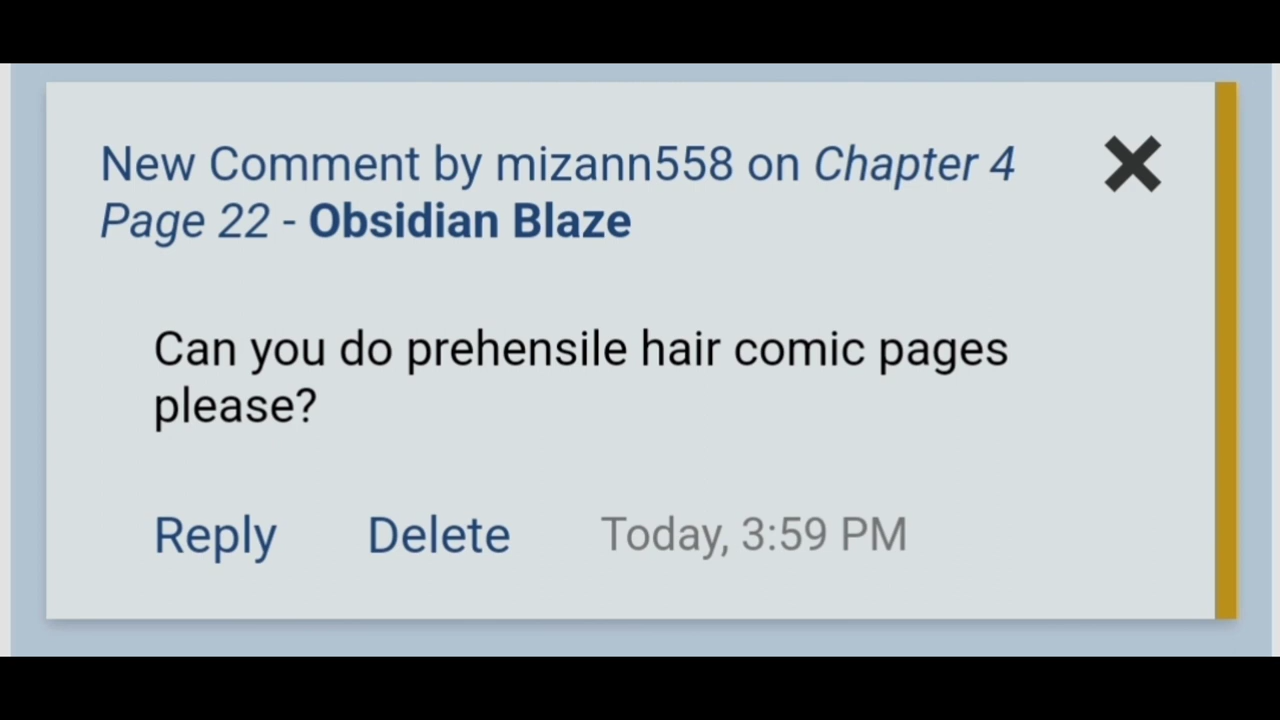 New Comment by mizann558 on Chapter 4
Page 22 - Obsidian Blaze
Can you do prehensile hair comic pages
please?
Reply Delete Today, 3:59 PM